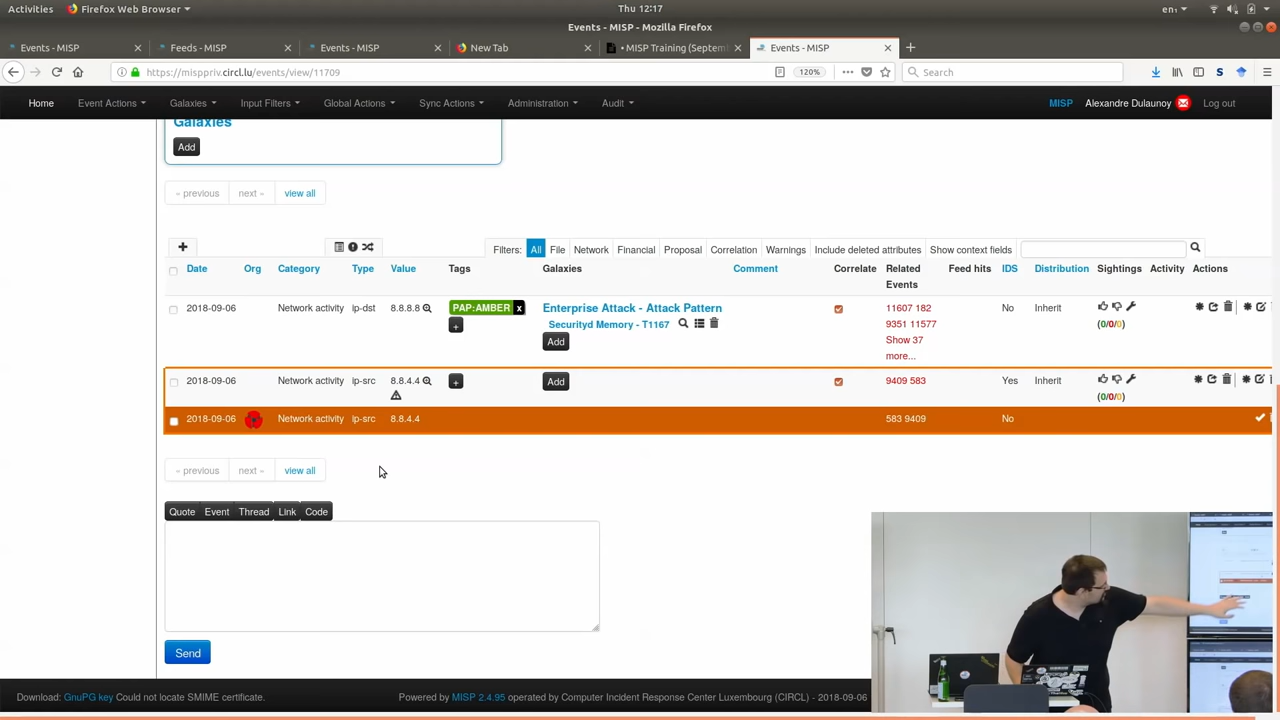 Activities Firefox Web Browser Thu 12:17 en₁
Events - MISP - Mozilla Firefox
Events - MISP Feeds - MISP Events - MISP New Tab • MISP Training (Septem Events - MISP
https://misppriv.circl.lu/events/view/11709 120% Search
Home Event Actions Galaxies Input Filters Global Actions Sync Actions Administration Audit MISP Alexandre Dulaunoy Log out
Galaxies
Add
« previous next » view all
Filters: All File Network Financial Proposal Correlation Warnings Include deleted attributes Show context fields
Date Org Category Type Value Tags Galaxies Comment Correlate Related Events Feed hits IDS Distribution Sightings Activity Actions
2018-09-06 Network activity ip-dst 8.8.8.8 PAP:AMBER x Enterprise Attack - Attack Pattern 11607 182 No Inherit
+ Securityd Memory - T1167 9351 11577 (0/0/0)
Add Show 37
more...
2018-09-06 Network activity ip-src 8.8.4.4 + Add 9409 583 Yes Inherit
(0/0/0)
2018-09-06 Network activity ip-src 8.8.4.4 583 9409 No
« previous next » view all
Quote Event Thread Link Code
Send
Download: GnuPG key Could not locate SMIME certificate. Powered by MISP 2.4.95 operated by Computer Incident Response Center Luxembourg (CIRCL) - 2018-09-06